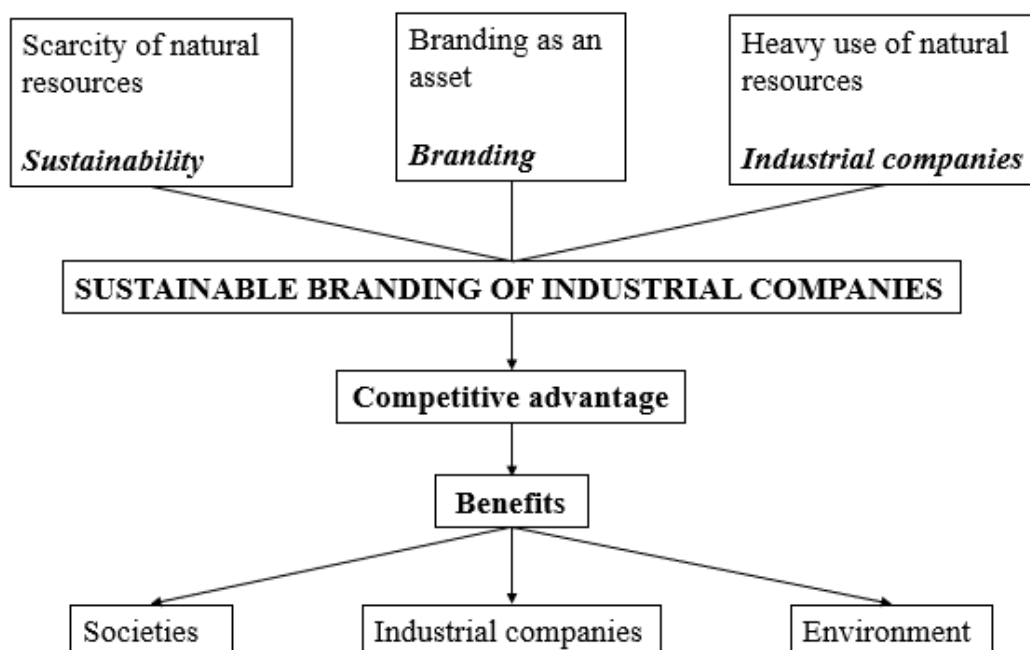 Scarcity of natural
resources
Sustainability
Branding as an
asset
Branding
Heavy use of natural
resources
Industrial companies
SUSTAINABLE BRANDING OF INDUSTRIAL COMPANIES
Competitive advantage
Benefits
Societies
Industrial companies
Environment